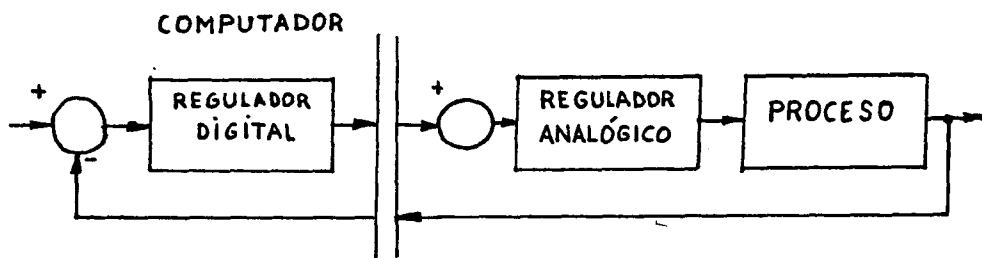 COMPUTADOR
+
-
REGULADOR
DIGITAL
+
REGULADOR
ANALÓGICO
PROCESO